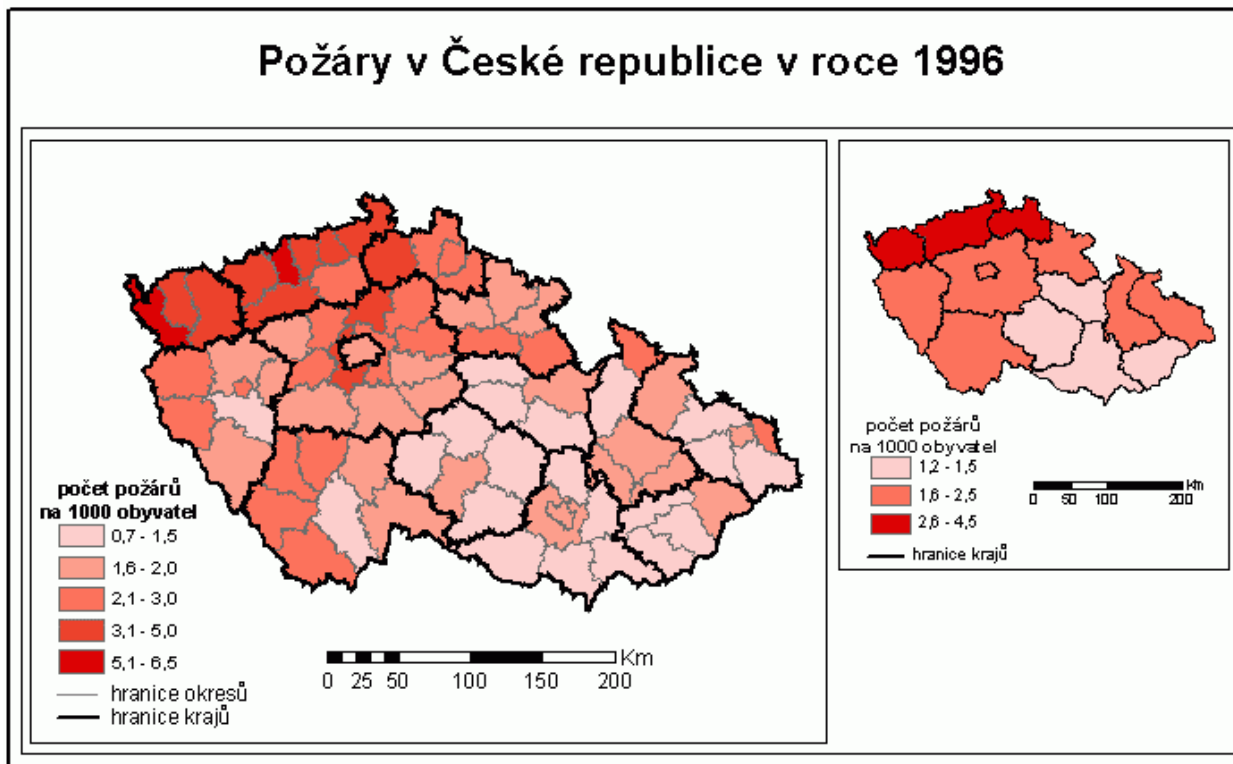 Požáry v České republice v roce 1996
počet požárů
na 1000 obyvatel
0,7 - 1,5
1,6 - 2,0
2,1 - 3,0
3,1 - 5,0
5,1 - 6,5
hranice okresů
hranice krajů
Km
0 25 50 100 150 200
počet požárů
na 1000 obyvatel
1,2 - 1,5
1,6 - 2,5
2,6 - 4,5
hranice krajů
Km
0 50 100 200